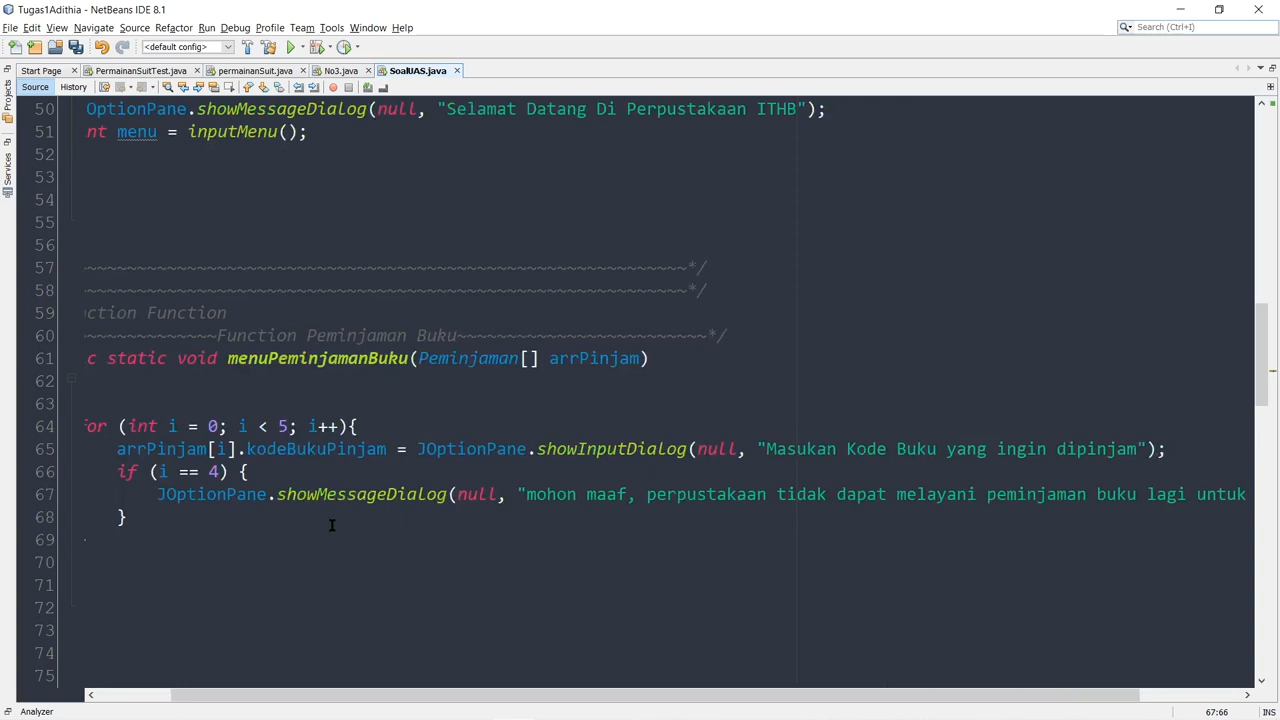 Tugas1Adithia - NetBeans IDE 8.1
File Edit View Navigate Source Refactor Run Debug Profile Team Tools Window Help
Search (Ctrl+I)
<default config>
Start Page PermainanSuitTest.java permainanSuit.java No3.java SoalUAS.java
Source History
Projects
Services
50 OptionPane.showMessageDialog(null, "Selamat Datang Di Perpustakaan ITHB");
51 nt menu = inputMenu();
52
53
54
55
56
57 ~~~~~~~~~~~~~~~~~~~~~~~~~~~~~~~~~~~~~~~~~~~~~~~~~~~~~~~~~~~~*/
58 ~~~~~~~~~~~~~~~~~~~~~~~~~~~~~~~~~~~~~~~~~~~~~~~~~~~~~~~~~~~~*/
59 ction Function
60 ~~~~~~~~~~~~~Function Peminjaman Buku~~~~~~~~~~~~~~~~~~~~~~~~~*/
61 c static void menuPeminjamanBuku(Peminjaman[] arrPinjam)
62
63
64 for (int i = 0; i < 5; i++){
65 arrPinjam[i].kodeBukuPinjam = JOptionPane.showInputDialog(null, "Masukan Kode Buku yang ingin dipinjam");
66 if (i == 4) {
67 JOptionPane.showMessageDialog(null, "mohon maaf, perpustakaan tidak dapat melayani peminjaman buku lagi untuk
68 }
69
70
71
72
73
74
75
Analyzer
67:66 INS